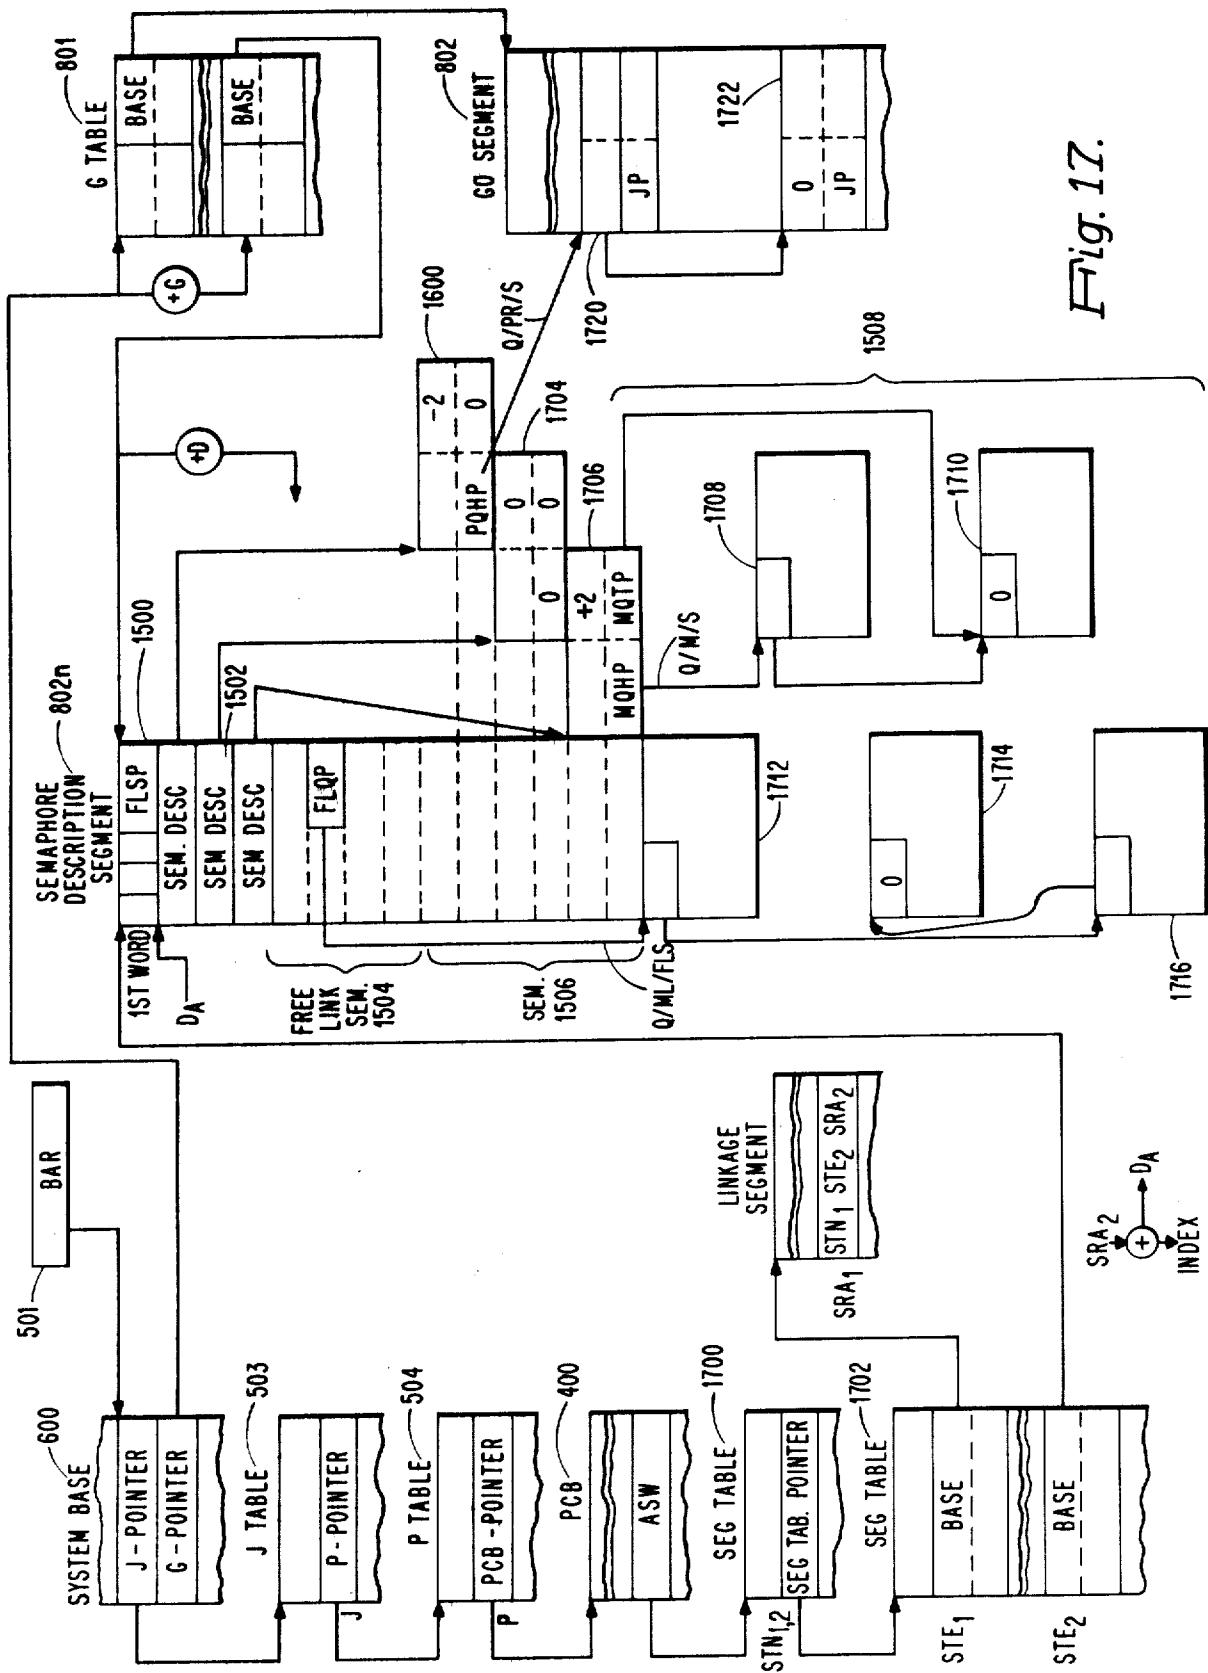 SYSTEM BASE
600
J-POINTER
G-POINTER
501
BAR
J TABLE
503
P-POINTER
J
P TABLE
504
PCB-POINTER
P
PCB
400
ASW
SEG TABLE
1700
STN1,2
SEG TAB. POINTER
SEG TABLE
1702
STE1
BASE
STE2
BASE
LINKAGE
SEGMENT
STN1 STE2 SRA2
SRA1
SRA2
+
DA
INDEX
SEMAPHORE
DESCRIPTION
SEGMENT
802n
1500
1ST WORD
DA
FLSP
SEM. DESC
SEM DESC
1502
SEM DESC
FLQP
FREE
LINK
SEM.
1504
SEM.
1506
Q/ML/FLS
1712
0
1714
1716
+D
1600
-2
PQHP
0
1704
0
0
0
1706
+2
MQHP
MQTP
Q/M/S
1708
0
1710
1508
Q/PR/S
+G
G TABLE
801
BASE
BASE
GO SEGMENT
802
JP
1720
1722
0
JP
Fig. 17.